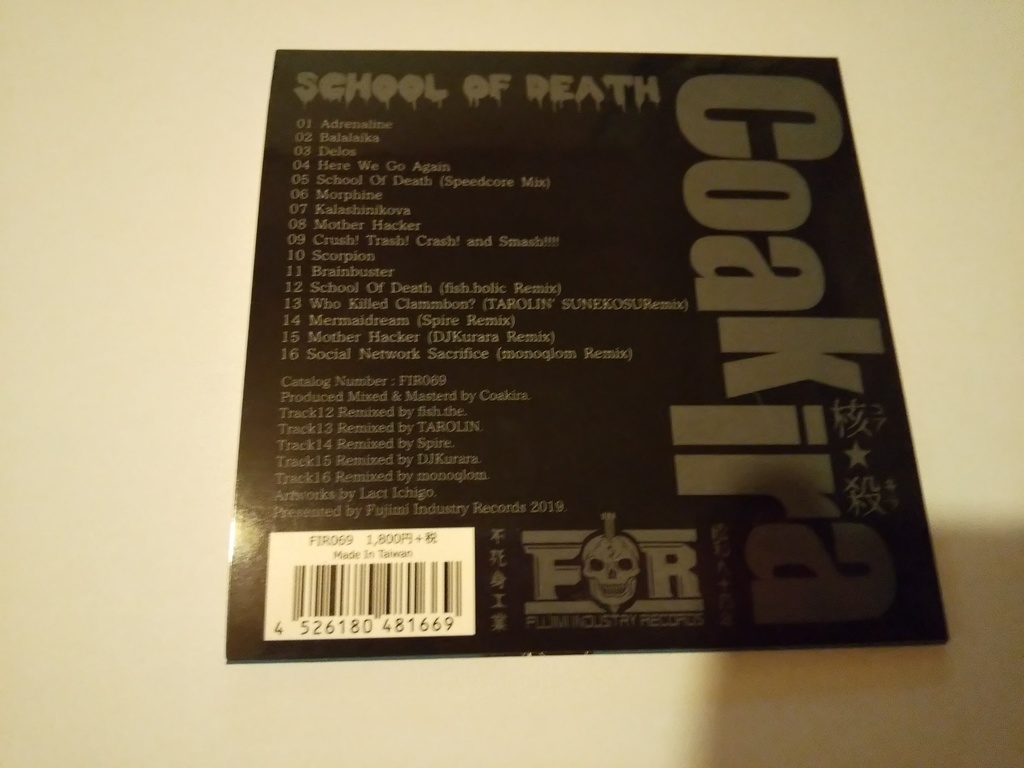 SCHOOL OF DEATH
01 Adrenaline
02 Balalaika
03 Delos
04 Here We Go Again
05 School Of Death (Speedcore Mix)
06 Morphine
07 Kalashinikova
08 Mother Hacker
09 Crush! Trash! Crash! and Smash!!!!
10 Scorpion
11 Brainbuster
12 School Of Death (fish.holic Remix)
13 Who Killed Clammbon? (TAROLIN' SUNEKOSURemix)
14 Mermaidream (Spire Remix)
15 Mother Hacker (DJKurara Remix)
16 Social Network Sacrifice (monoqlom Remix)
Catalog Number : FIR069
Produced Mixed & Masterd by Coakira.
Track12 Remixed by fish.the.
Track13 Remixed by TAROLIN.
Track14 Remixed by Spire.
Track15 Remixed by DJKurara.
Track16 Remixed by monoqlom.
Artworks by Lact Ichigo.
Presented by Fujimi Industry Records 2019.
FIR069 1,800円+税
Made In Taiwan
4 526180 481669
不死身工業
FIR
FUJIMI INDUSTRY RECORDS
Coakira
核★殺